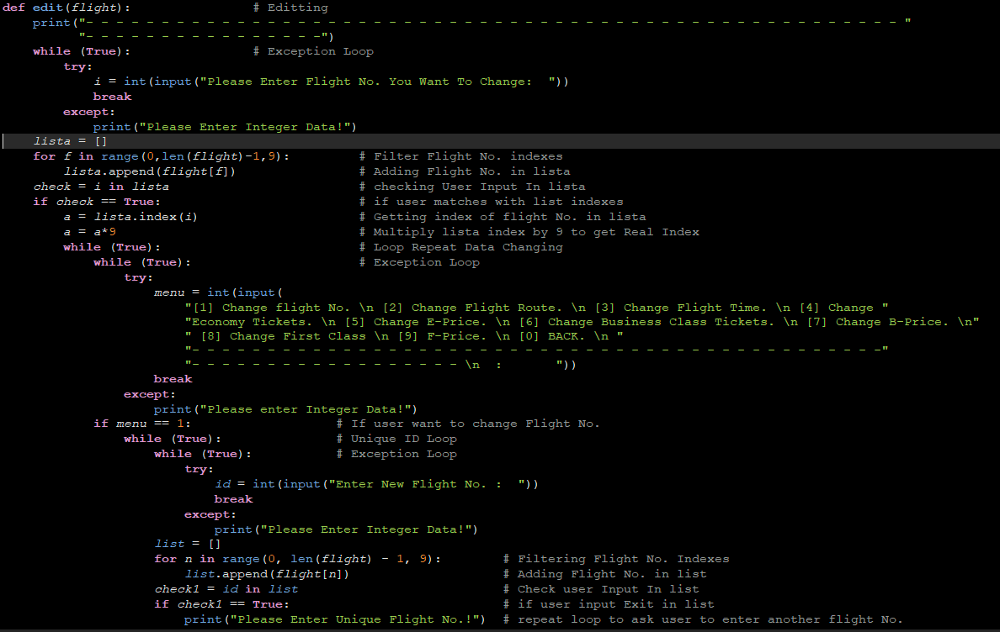 def edit(flight):                # Editting
    print("- - - - - - - - - - - - - - - - - - - - - - - - - - - - - - - - - - - - - - - - - - - - - - - - - - - - - - "
          "- - - - - - - - - - - - - - - -")
    while (True):                # Exception Loop
        try:
            i = int(input("Please Enter Flight No. You Want To Change:  "))
            break
        except:
            print("Please Enter Integer Data!")
    lista = []
    for f in range(0,len(flight)-1,9):         # Filter Flight No. indexes
        lista.append(flight[f])                # Adding Flight No. in lista
    check = i in lista                         # checking User Input In lista
    if check == True:                          # if user matches with list indexes
        a = lista.index(i)                     # Getting index of flight No. in lista
        a = a*9                                # Multiply lista index by 9 to get Real Index
        while (True):                          # Loop Repeat Data Changing
            while (True):                      # Exception Loop
                try:
                    menu = int(input(
                        "[1] Change flight No. \n [2] Change Flight Route. \n [3] Change Flight Time. \n [4] Change "
                        "Economy Tickets. \n [5] Change E-Price. \n [6] Change Business Class Tickets. \n [7] Change B-Price. \n"
                        " [8] Change First Class \n [9] F-Price. \n [0] BACK. \n "
                        "- - - - - - - - - - - - - - - - - - - - - - - - - - - - - - - - - - - - - - - - - - - - - -"
                        "- - - - - - - - - - - - - - - - - - \n  :       "))
                    break
                except:
                    print("Please enter Integer Data!")
            if menu == 1:                   # If user want to change Flight No.
                while (True):               # Unique ID Loop
                    while (True):           # Exception Loop
                        try:
                            id = int(input("Enter New Flight No. :  "))
                            break
                        except:
                            print("Please Enter Integer Data!")
                    list = []
                    for n in range(0, len(flight) - 1, 9):        # Filtering Flight No. Indexes
                        list.append(flight[n])                    # Adding Flight No. in list
                    check1 = id in list                           # Check user Input In list
                    if check1 == True:                            # if user input Exit in list
                        print("Please Enter Unique Flight No.!")  # repeat loop to ask user to enter another flight No.